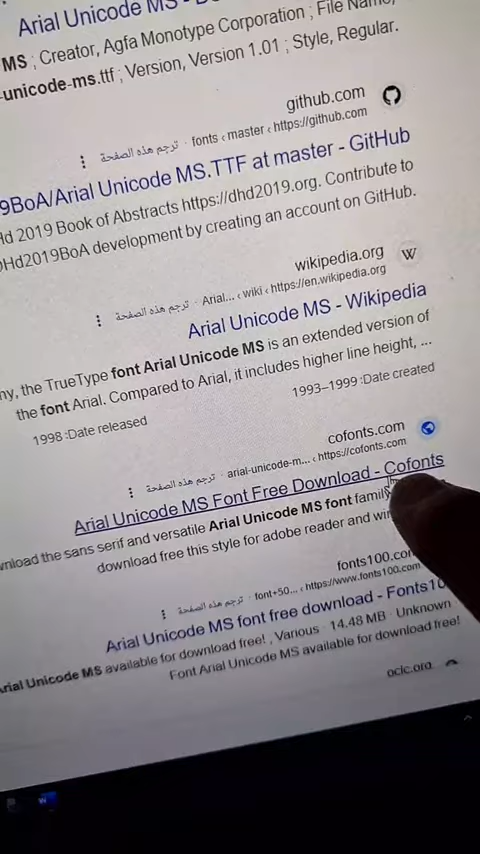 Arial Unicode MS -
MS ; Creator, Agfa Monotype Corporation ; File Name,
-unicode-ms.ttf ; Version, Version 1.01 ; Style, Regular.
github.com
ترجم هذه الصفحة · fonts ‹ master ‹ https://github.com
9BoA/Arial Unicode MS.TTF at master - GitHub
Hd 2019 Book of Abstracts https://dhd2019.org. Contribute to
DHd2019BoA development by creating an account on GitHub.
wikipedia.org
W
ترجم هذه الصفحة · Arial... ‹ wiki ‹ https://en.wikipedia.org
Arial Unicode MS - Wikipedia
hy, the TrueType font Arial Unicode MS is an extended version of
the font Arial. Compared to Arial, it includes higher line height, ...
1993–1999 :Date created
1998 :Date released
cofonts.com
ترجم هذه الصفحة · arial-unicode-m... ‹ https://cofonts.com
Arial Unicode MS Font Free Download - Cofonts
wnload the sans serif and versatile Arial Unicode MS font family
download free this style for adobe reader and
fonts100.com
ترجم هذه الصفحة · font+50... ‹ https://www.fonts100.com
Arial Unicode MS font free download - Fonts10
Arial Unicode MS available for download free! , Various · 14.48 MB · Unknown
Font Arial Unicode MS available for download free!
oclc.org